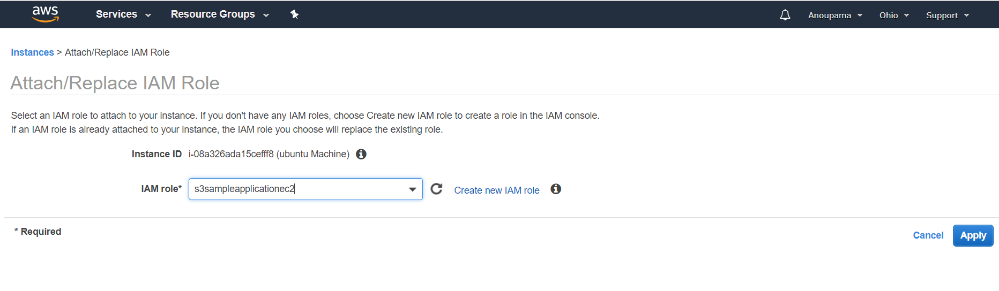 aws Services Resource Groups Anoupama Ohio Support
Instances > Attach/Replace IAM Role
Attach/Replace IAM Role
Select an IAM role to attach to your instance. If you don't have any IAM roles, choose Create new IAM role to create a role in the IAM console.
If an IAM role is already attached to your instance, the IAM role you choose will replace the existing role.
Instance ID i-08a326ada15cefff8 (ubuntu Machine)
IAM role* s3sampleapplicationec2 Create new IAM role
* Required
Cancel Apply